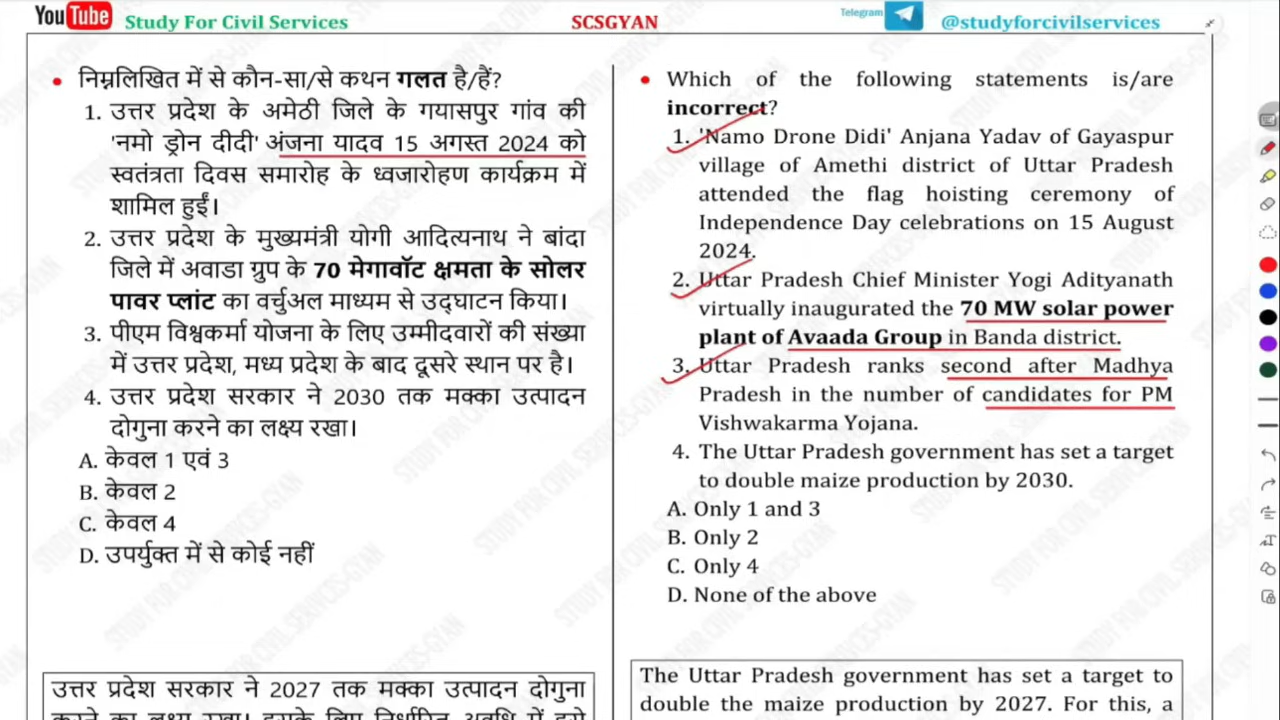 YouTube Study For Civil Services SCSGYAN Telegram @studyforcivilservices
• निम्नलिखित में से कौन-सा/से कथन गलत है/हैं?
1. उत्तर प्रदेश के अमेठी जिले के गयासपुर गांव की
'नमो ड्रोन दीदी' अंजना यादव 15 अगस्त 2024 को
स्वतंत्रता दिवस समारोह के ध्वजारोहण कार्यक्रम में
शामिल हुईं।
2. उत्तर प्रदेश के मुख्यमंत्री योगी आदित्यनाथ ने बांदा
जिले में अवाडा ग्रुप के 70 मेगावॉट क्षमता के सोलर
पावर प्लांट का वर्चुअल माध्यम से उद्घाटन किया।
3. पीएम विश्वकर्मा योजना के लिए उम्मीदवारों की संख्या
में उत्तर प्रदेश, मध्य प्रदेश के बाद दूसरे स्थान पर है।
4. उत्तर प्रदेश सरकार ने 2030 तक मक्का उत्पादन
दोगुना करने का लक्ष्य रखा।
A. केवल 1 एवं 3
B. केवल 2
C. केवल 4
D. उपर्युक्त में से कोई नहीं
उत्तर प्रदेश सरकार ने 2027 तक मक्का उत्पादन दोगुना
करने का लक्ष्य रखा। इसके लिए निर्धारित अवधि में इसे
• Which of the following statements is/are
incorrect?
1. 'Namo Drone Didi' Anjana Yadav of Gayaspur
village of Amethi district of Uttar Pradesh
attended the flag hoisting ceremony of
Independence Day celebrations on 15 August
2024.
2. Uttar Pradesh Chief Minister Yogi Adityanath
virtually inaugurated the 70 MW solar power
plant of Avaada Group in Banda district.
3. Uttar Pradesh ranks second after Madhya
Pradesh in the number of candidates for PM
Vishwakarma Yojana.
4. The Uttar Pradesh government has set a target
to double maize production by 2030.
A. Only 1 and 3
B. Only 2
C. Only 4
D. None of the above
The Uttar Pradesh government has set a target to
double the maize production by 2027. For this, a